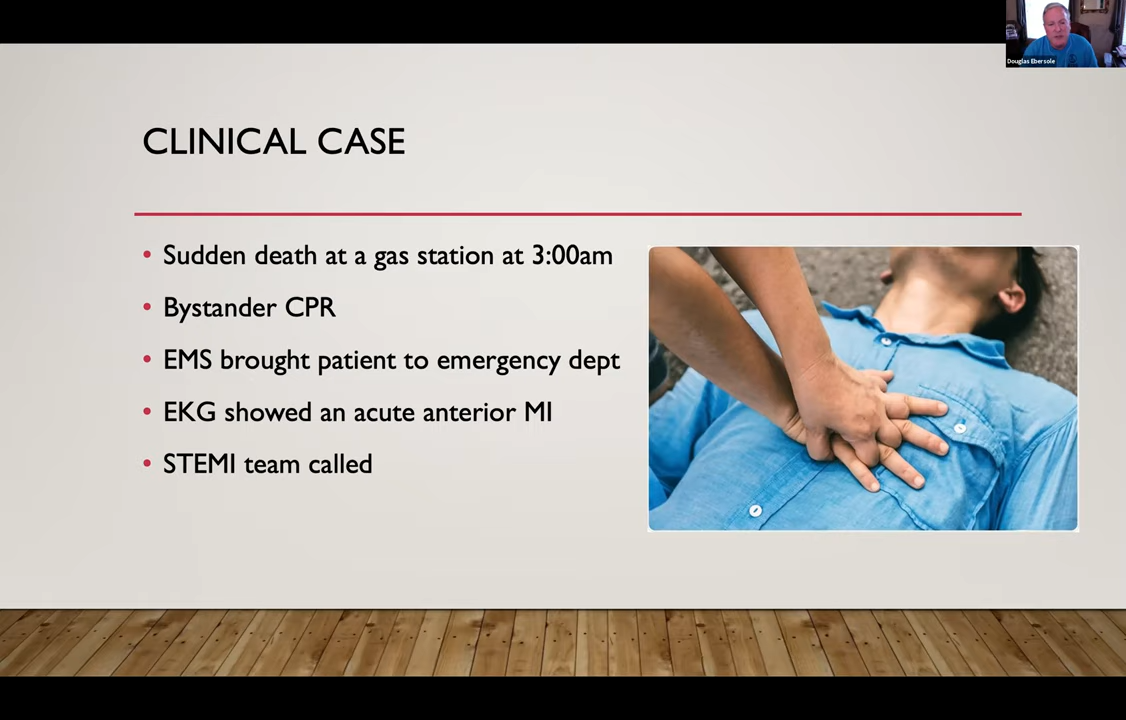 Douglas Ebersole
CLINICAL CASE
• Sudden death at a gas station at 3:00am
• Bystander CPR
• EMS brought patient to emergency dept
• EKG showed an acute anterior MI
• STEMI team called